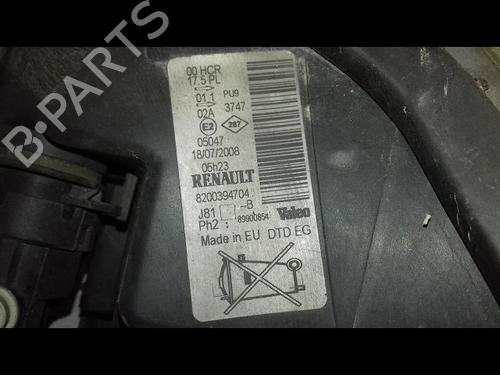 B-PARTS
00 HCR
17.5 PL
01 1 PU9
02A 3747
E2 287
05047
18/07/2008
05h23
RENAULT
8200394704
J81 --B
Ph2 : 89900854 Valeo
Made in EU DTD EG